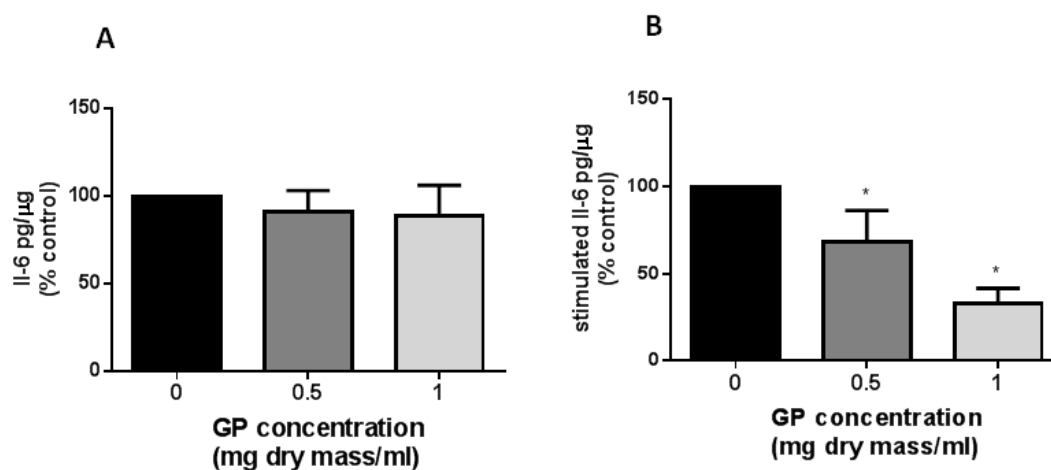 A
Il-6 pg/µg
(% control)
150
100
50
0
0
0.5
1
GP concentration
(mg dry mass/ml)
B
stimulated Il-6 pg/µg
(% control)
150
100
50
0
*
*
0
0.5
1
GP concentration
(mg dry mass/ml)